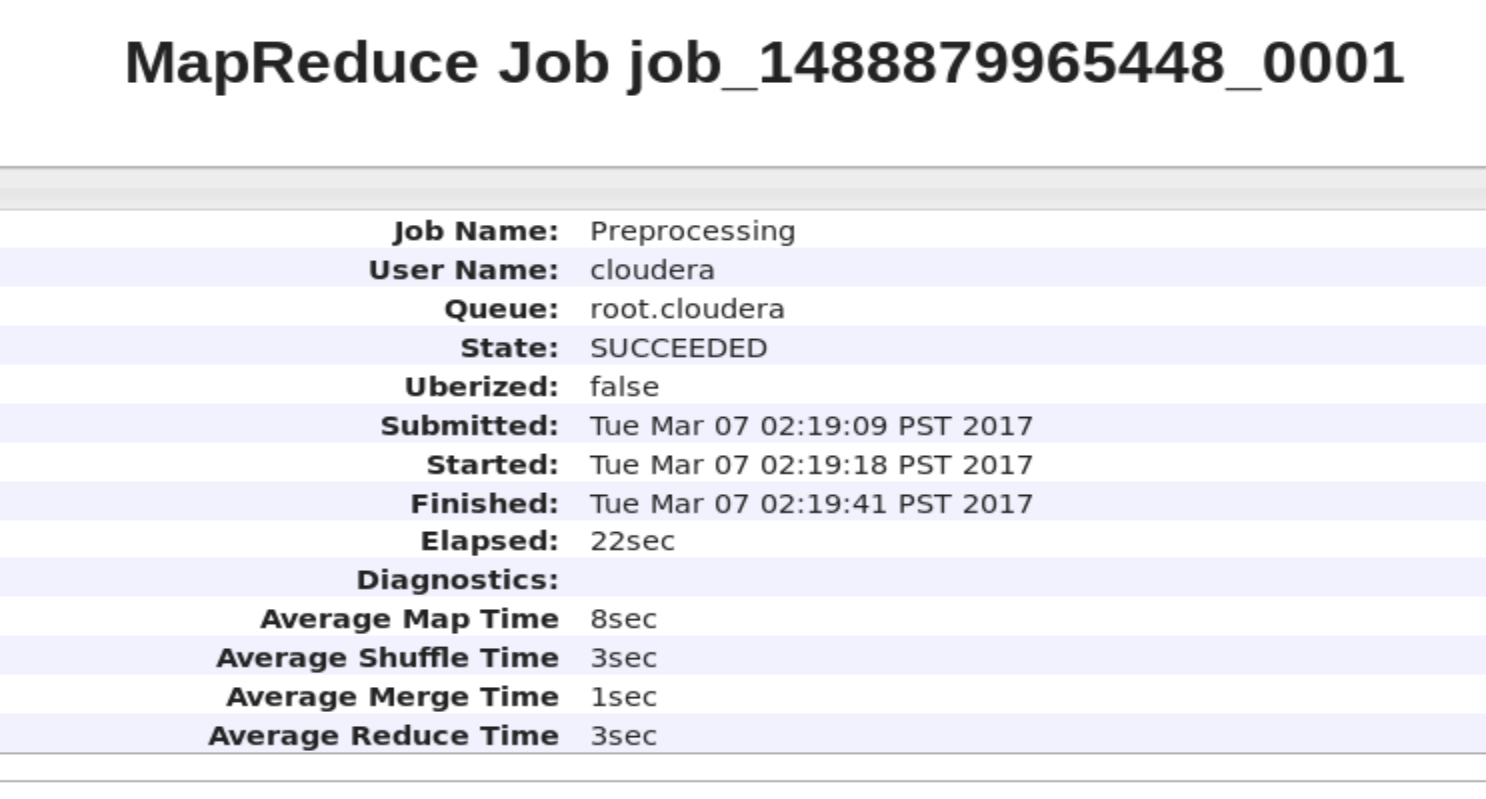 MapReduce Job job_1488879965448_0001
Job Name: Preprocessing
User Name: cloudera
Queue: root.cloudera
State: SUCCEEDED
Uberized: false
Submitted: Tue Mar 07 02:19:09 PST 2017
Started: Tue Mar 07 02:19:18 PST 2017
Finished: Tue Mar 07 02:19:41 PST 2017
Elapsed: 22sec
Diagnostics:
Average Map Time 8sec
Average Shuffle Time 3sec
Average Merge Time 1sec
Average Reduce Time 3sec